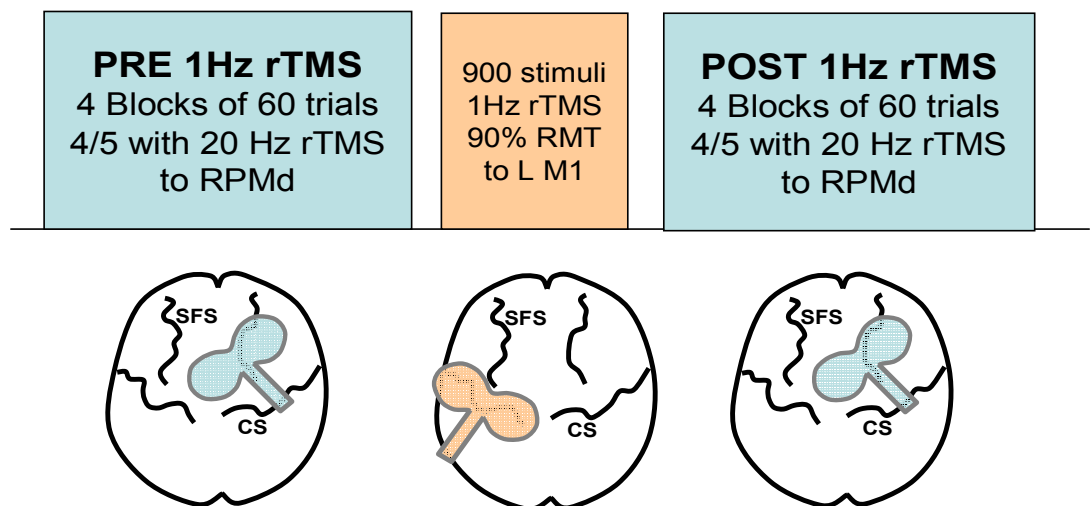 PRE 1Hz rTMS
4 Blocks of 60 trials
4/5 with 20 Hz rTMS
to RPMd
900 stimuli
1Hz rTMS
90% RMT
to L M1
POST 1Hz rTMS
4 Blocks of 60 trials
4/5 with 20 Hz rTMS
to RPMd
SFS
CS
SFS
CS
SFS
CS